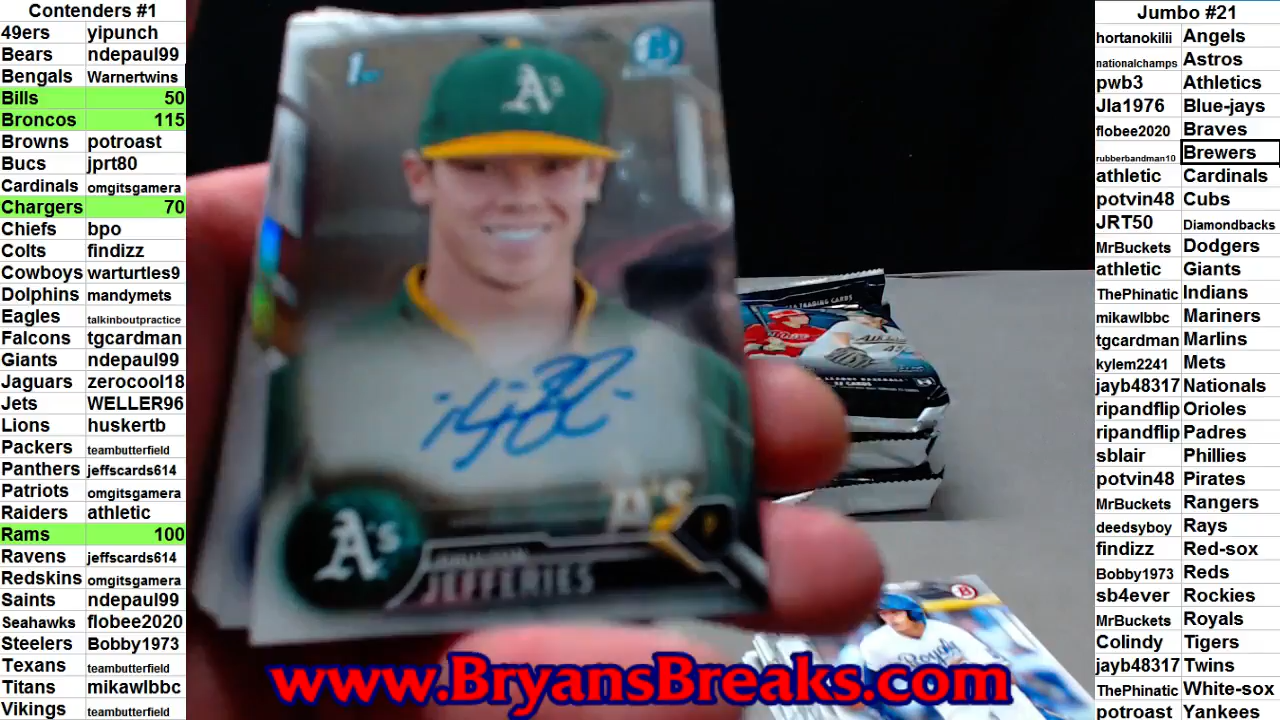 Contenders #1
49ers yipunch
Bears ndepaul99
Bengals Warnertwins
Bills 50
Broncos 115
Browns potroast
Bucs jprt80
Cardinals omgitsgamera
Chargers 70
Chiefs bpo
Colts findizz
Cowboys warturtles9
Dolphins mandymets
Eagles talkinboutpractice
Falcons tgcardman
Giants ndepaul99
Jaguars zerocool18
Jets WELLER96
Lions huskertb
Packers teambutterfield
Panthers jeffscards614
Patriots omgitsgamera
Raiders athletic
Rams 100
Ravens jeffscards614
Redskins omgitsgamera
Saints ndepaul99
Seahawks flobee2020
Steelers Bobby1973
Texans teambutterfield
Titans mikawlbbc
Vikings teambutterfield
1st
A's
A's
A's
P
JEFFERIES
TRADING CARDS
Royals
B
www.BryansBreaks.com
Jumbo #21
hortanokilii Angels
nationalchamps Astros
pwb3 Athletics
Jla1976 Blue-jays
flobee2020 Braves
rubberbandman10 Brewers
athletic Cardinals
potvin48 Cubs
JRT50 Diamondbacks
MrBuckets Dodgers
athletic Giants
ThePhinatic Indians
mikawlbbc Mariners
tgcardman Marlins
kylem2241 Mets
jayb48317 Nationals
ripandflip Orioles
ripandflip Padres
sblair Phillies
potvin48 Pirates
MrBuckets Rangers
deedsyboy Rays
findizz Red-sox
Bobby1973 Reds
sb4ever Rockies
MrBuckets Royals
Colindy Tigers
jayb48317 Twins
ThePhinatic White-sox
potroast Yankees